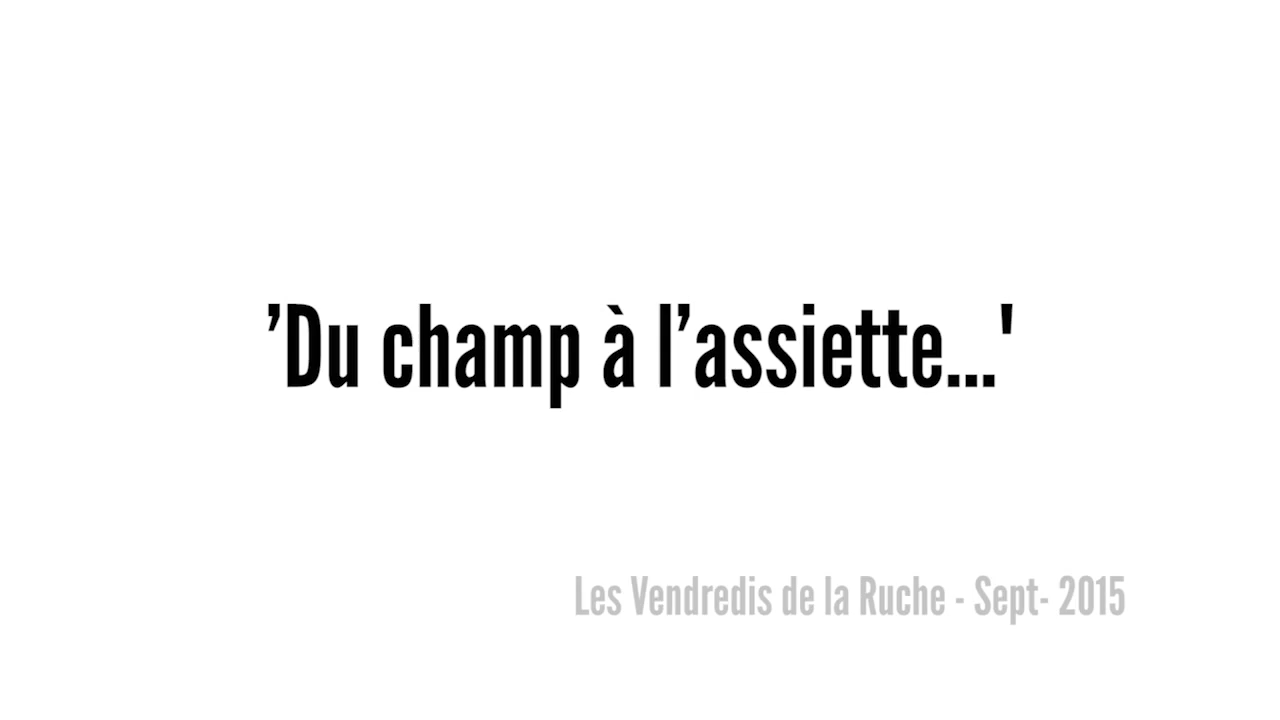 ’Du champ à l’assiette...'
Les Vendredis de la Ruche - Sept- 2015